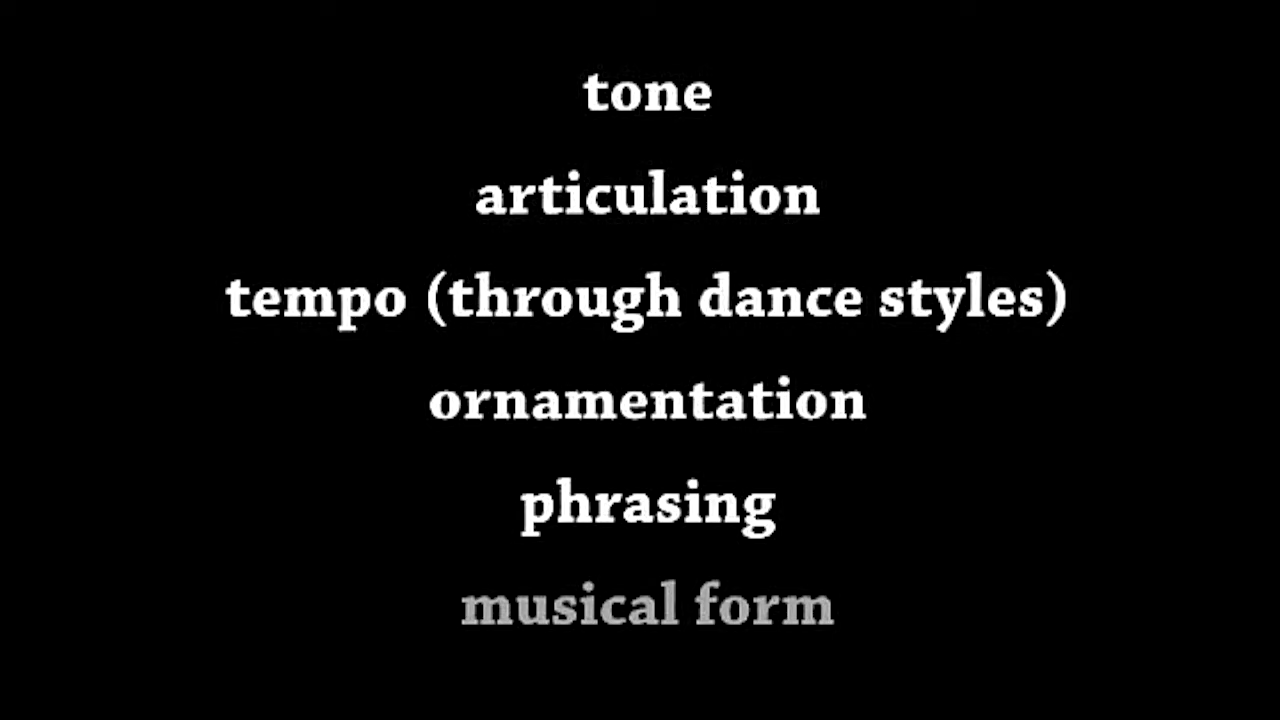 tone
articulation
tempo (through dance styles)
ornamentation
phrasing
musical form